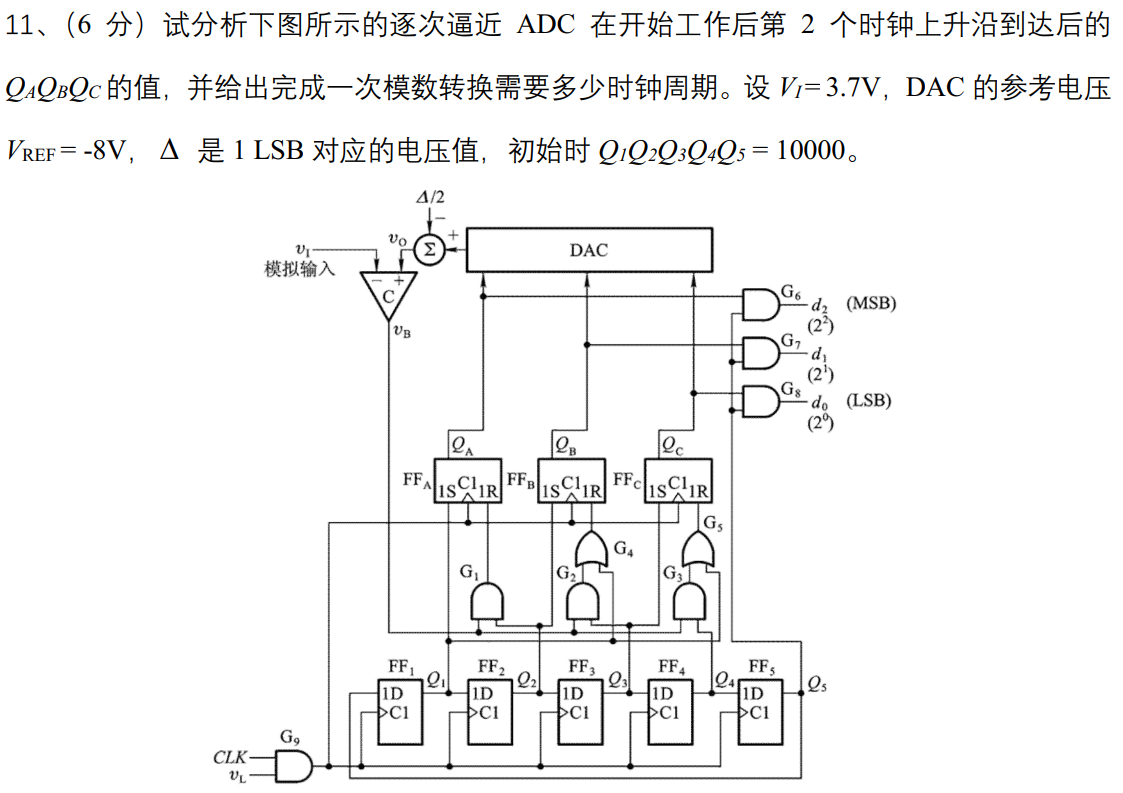 11、（6 分）试分析下图所示的逐次逼近 ADC 在开始工作后第 2 个时钟上升沿到达后的
QAQBQC 的值，并给出完成一次模数转换需要多少时钟周期。设 VI= 3.7V，DAC 的参考电压
VREF = -8V， Δ 是 1 LSB 对应的电压值，初始时 Q1Q2Q3Q4Q5 = 10000。
Δ/2
−
vO
Σ
+
DAC
vI
模拟输入
− +
C
vB
G6
d2 (MSB)
(2²)
G7
d1
(2¹)
G8
d0 (LSB)
(2⁰)
QA
QB
QC
FFA
1S C1 1R
FFB
1S C1 1R
FFC
1S C1 1R
G5
G4
G1
G2
G3
FF1
Q1
FF2
Q2
FF3
Q3
FF4
Q4
FF5
Q5
1D
C1
1D
C1
1D
C1
1D
C1
1D
C1
G9
CLK
vL